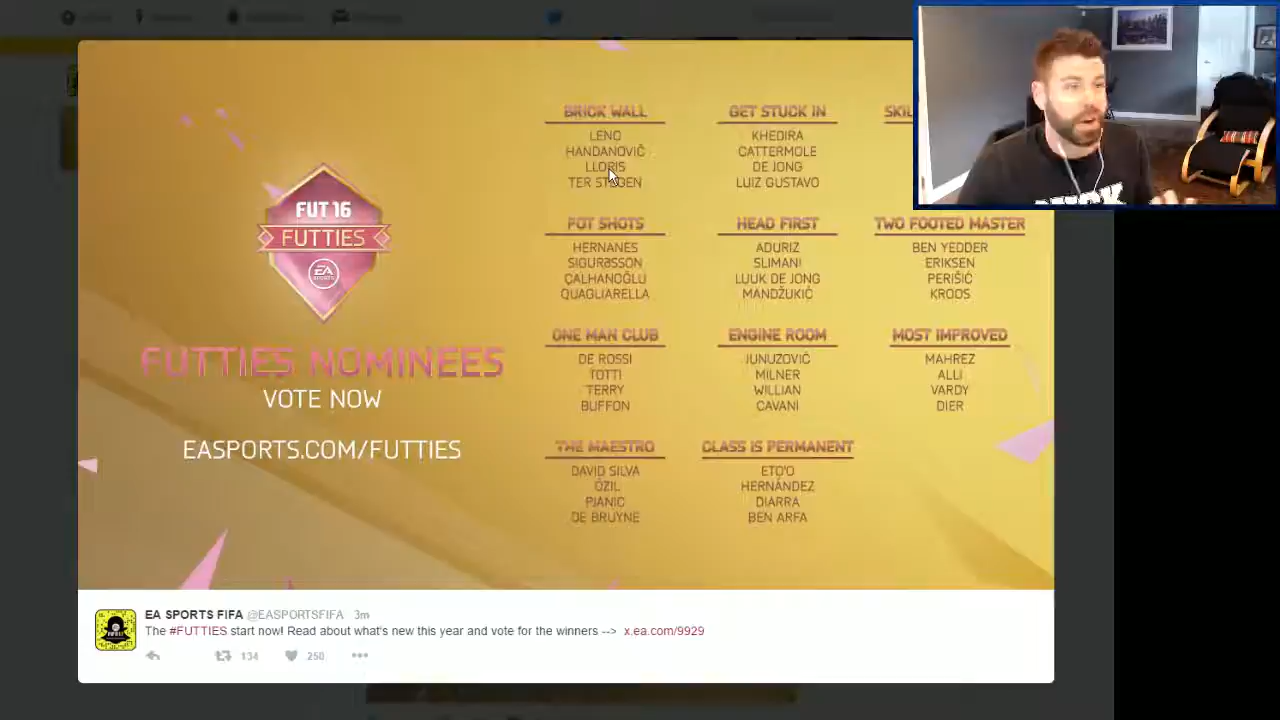 FUT 16
FUTTIES
EA
SPORTS
FUTTIES NOMINEES
VOTE NOW
EASPORTS.COM/FUTTIES
BRICK WALL
LENO
HANDANOVIČ
LLORIS
TER STEGEN
GET STUCK IN
KHEDIRA
CATTERMOLE
DE JONG
LUIZ GUSTAVO
SKIL
POT SHOTS
HERNANES
SIGURÐSSON
ÇALHANOĞLU
QUAGLIARELLA
HEAD FIRST
ADURIZ
SLIMANI
LUUK DE JONG
MANDŽUKIĆ
TWO FOOTED MASTER
BEN YEDDER
ERIKSEN
PERIŠIĆ
KROOS
ONE MAN CLUB
DE ROSSI
TOTTI
TERRY
BUFFON
ENGINE ROOM
JUNUZOVIĆ
MILNER
WILLIAN
CAVANI
MOST IMPROVED
MAHREZ
ALLI
VARDY
DIER
THE MAESTRO
DAVID SILVA
ÖZIL
PJANIC
DE BRUYNE
CLASS IS PERMANENT
ETO'O
HERNÁNDEZ
DIARRA
BEN ARFA
EA SPORTS FIFA @EASPORTSFIFA 3m
The #FUTTIES start now! Read about what's new this year and vote for the winners --> x.ea.com/9929
134
250